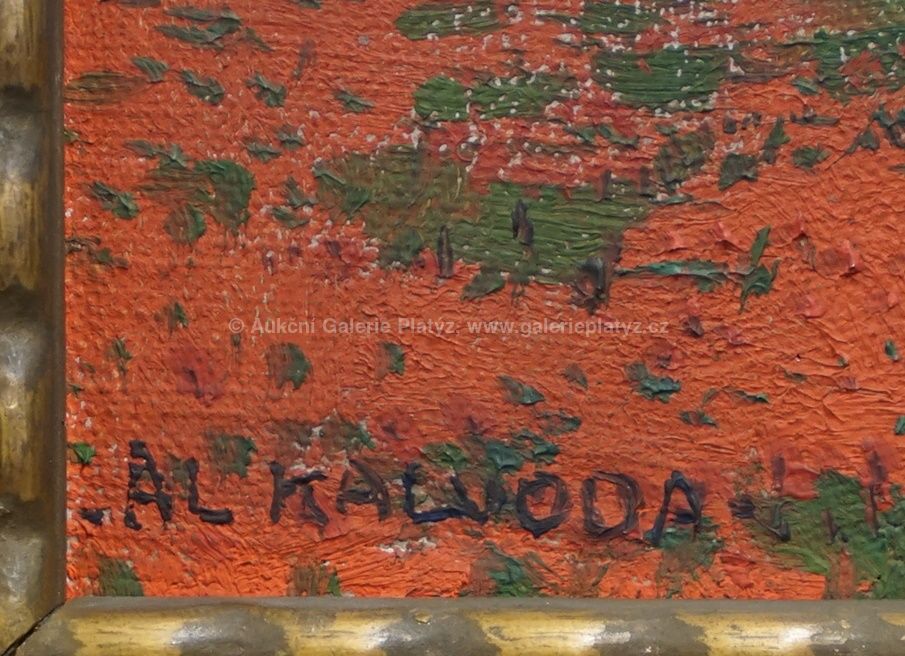 © Aukční Galerie Platýz, www.galerieplatyz.cz
.AL KALVODA-